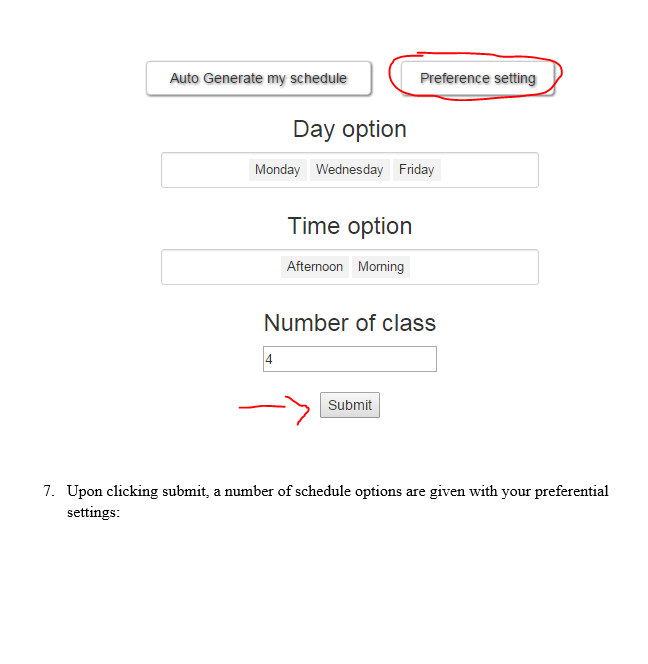 Auto Generate my schedule Preference setting
Day option
Monday Wednesday Friday
Time option
Afternoon Morning
Number of class
4
Submit
7. Upon clicking submit, a number of schedule options are given with your preferential
settings: